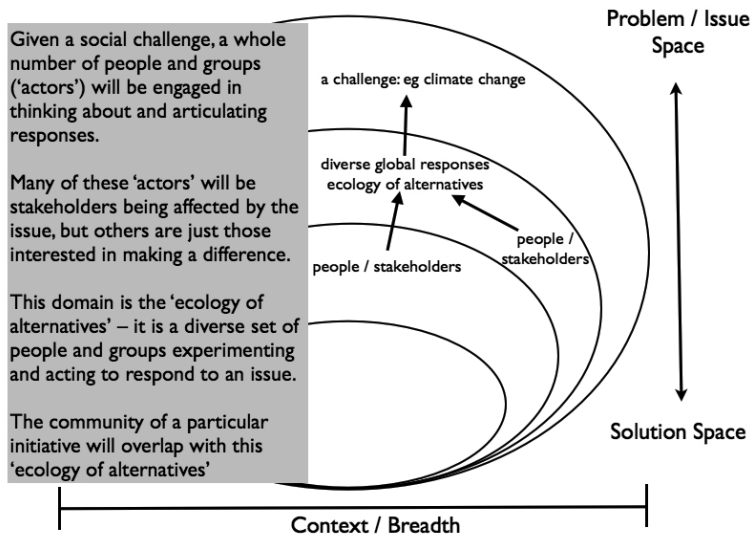 Given a social challenge, a whole
number of people and groups
(‘actors’) will be engaged in
thinking about and articulating
responses.
Many of these ‘actors’ will be
stakeholders being affected by the
issue, but others are just those
interested in making a difference.
This domain is the ‘ecology of
alternatives’ – it is a diverse set of
people and groups experimenting
and acting to respond to an issue.
The community of a particular
initiative will overlap with this
‘ecology of alternatives’
a challenge: eg climate change
diverse global responses
ecology of alternatives
people / stakeholders
people /
stakeholders
Problem / Issue
Space
Solution Space
Context / Breadth